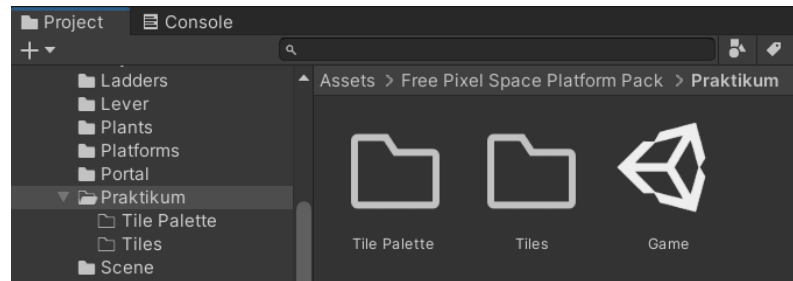 Project
Console
Ladders
Lever
Plants
Platforms
Portal
Praktikum
Tile Palette
Tiles
Scene
Assets > Free Pixel Space Platform Pack > Praktikum
Tile Palette
Tiles
Game